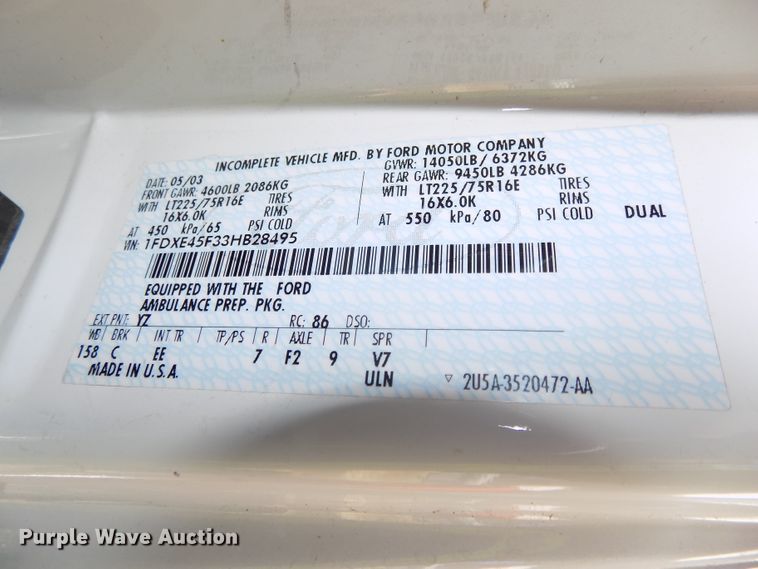 INCOMPLETE VEHICLE MFD. BY FORD MOTOR COMPANY
DATE: 05/03 GVWR: 14050LB/ 6372KG
FRONT GAWR: 4600LB 2086KG REAR GAWR: 9450LB 4286KG
WITH LT225/75R16E TIRES WITH LT225/75R16E TIRES
16X6.0K RIMS 16X6.0K RIMS
AT 450 kPa/65 PSI COLD AT 550 kPa/80 PSI COLD DUAL
VIN: 1FDXE45F33HB28495
EQUIPPED WITH THE FORD
AMBULANCE PREP. PKG.
EXT PNT: YZ RC: 86 DSO:
WB BRK INT TR TP/PS R AXLE TR SPR
158 C EE 7 F2 9 V7
MADE IN U.S.A. ULN ▽ 2U5A-3520472-AA
Ford
Purple Wave Auction